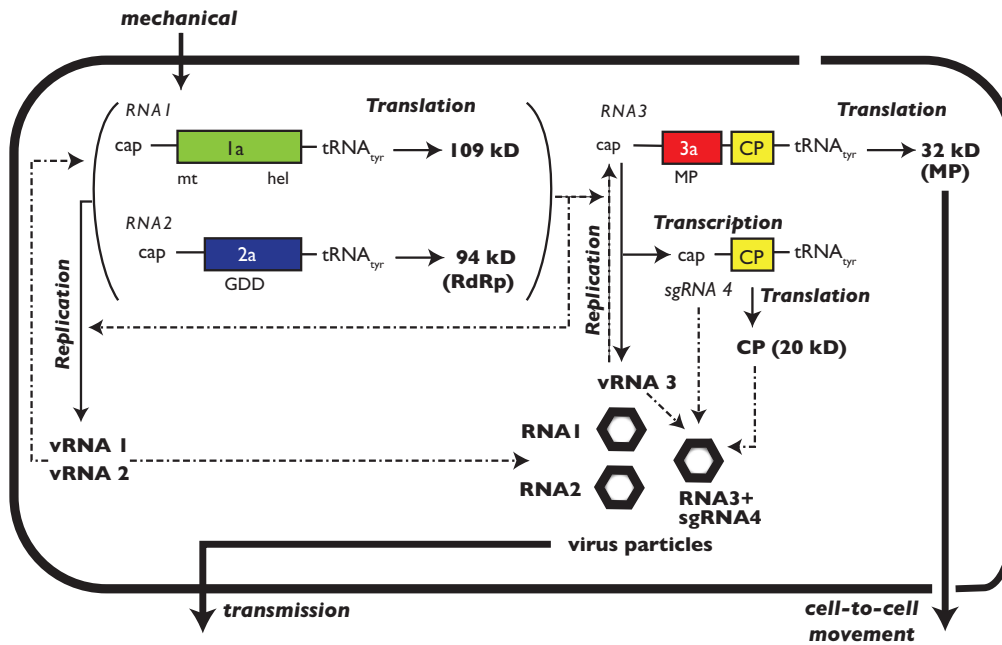 mechanical
RNA1
Translation
cap
1a
tRNAtyr
109 kD
mt
hel
RNA2
cap
2a
tRNAtyr
94 kD
(RdRp)
GDD
Replication
RNA3
Translation
cap
3a
CP
tRNAtyr
32 kD
(MP)
MP
Transcription
cap
CP
tRNAtyr
sgRNA 4
Translation
Replication
CP (20 kD)
vRNA 3
vRNA 1
vRNA 2
RNA1
RNA2
RNA3+
sgRNA4
virus particles
transmission
cell-to-cell
movement